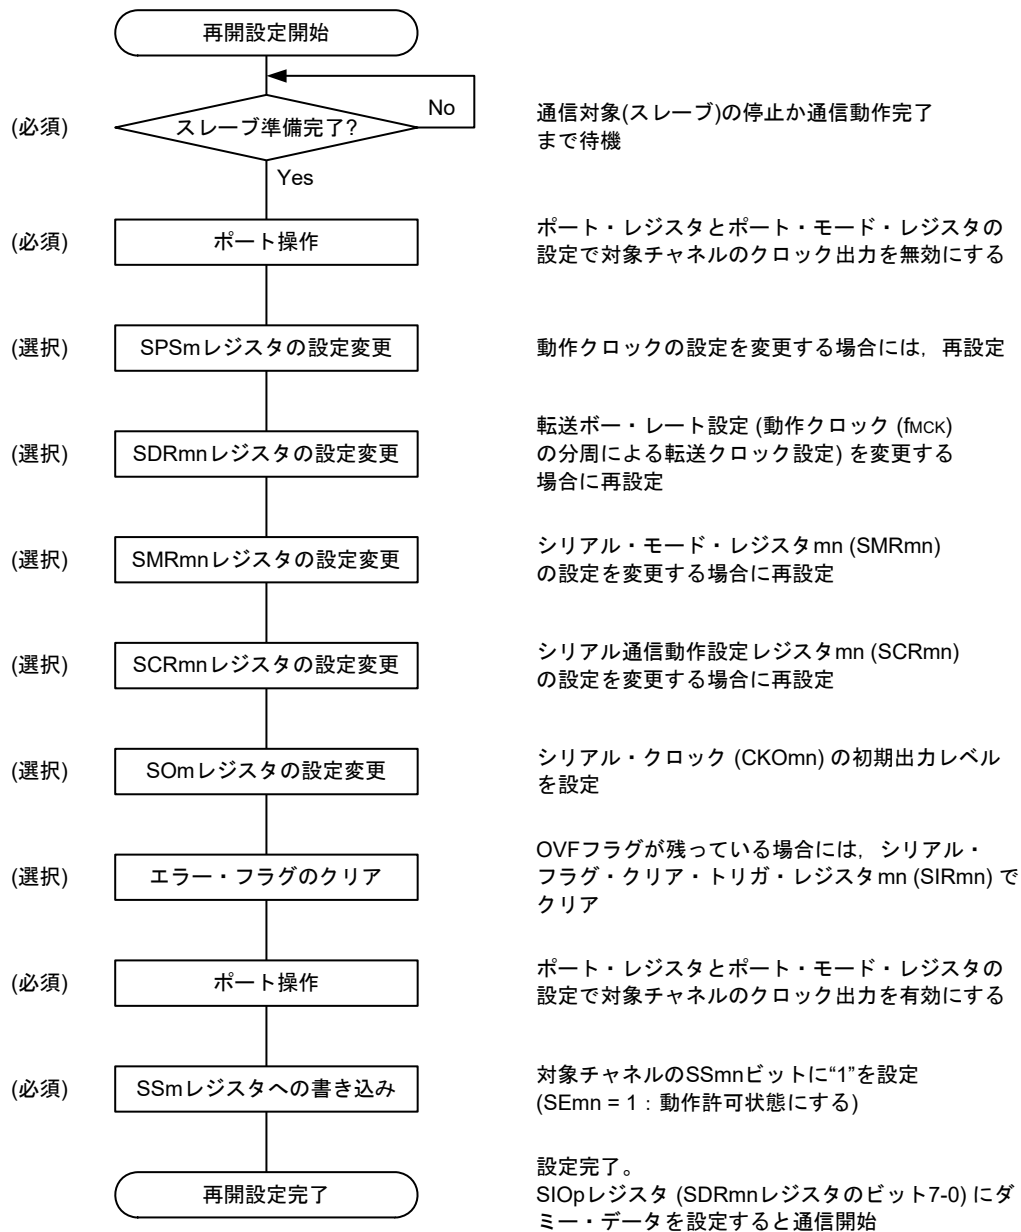 再開設定開始
No
(必須)
スレーブ準備完了?
通信対象(スレーブ)の停止か通信動作完了
まで待機
Yes
(必須)
ポート操作
ポート・レジスタとポート・モード・レジスタの
設定で対象チャネルのクロック出力を無効にする
(選択)
SPSmレジスタの設定変更
動作クロックの設定を変更する場合には，再設定
(選択)
SDRmnレジスタの設定変更
転送ボー・レート設定 (動作クロック (fMCK)
の分周による転送クロック設定) を変更する
場合に再設定
(選択)
SMRmnレジスタの設定変更
シリアル・モード・レジスタmn (SMRmn)
の設定を変更する場合に再設定
(選択)
SCRmnレジスタの設定変更
シリアル通信動作設定レジスタmn (SCRmn)
の設定を変更する場合に再設定
(選択)
SOmレジスタの設定変更
シリアル・クロック (CKOmn) の初期出力レベル
を設定
(選択)
エラー・フラグのクリア
OVFフラグが残っている場合には，シリアル・
フラグ・クリア・トリガ・レジスタmn (SIRmn) で
クリア
(必須)
ポート操作
ポート・レジスタとポート・モード・レジスタの
設定で対象チャネルのクロック出力を有効にする
(必須)
SSmレジスタへの書き込み
対象チャネルのSSmnビットに“1”を設定
(SEmn = 1：動作許可状態にする)
再開設定完了
設定完了。
SIOpレジスタ (SDRmnレジスタのビット7-0) にダ
ミー・データを設定すると通信開始